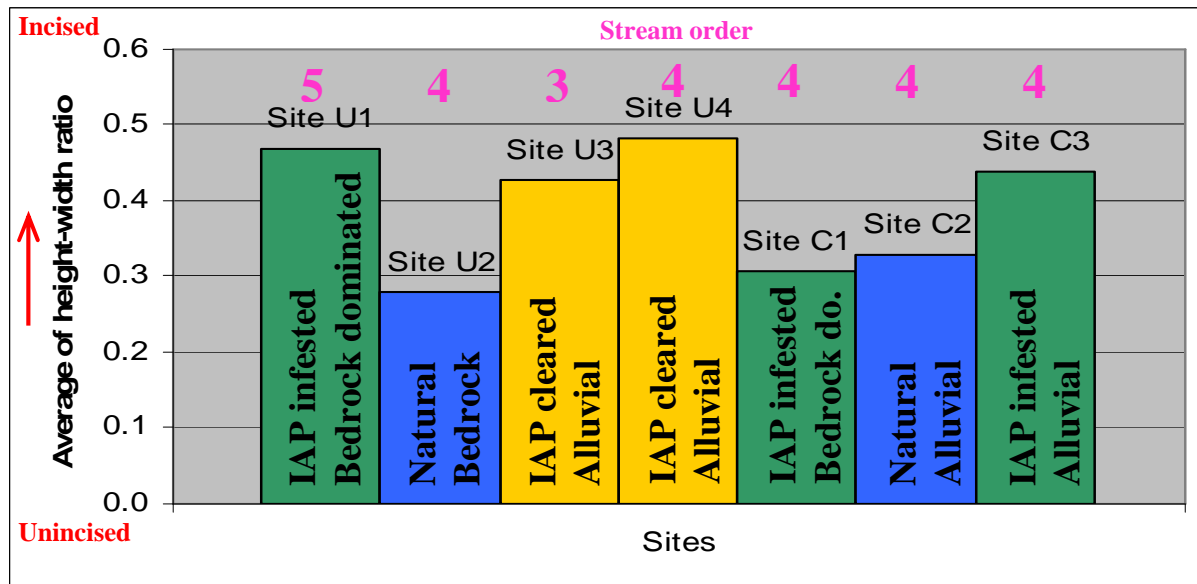 Incised
Stream order
0.6
0.5
0.4
0.3
0.2
0.1
0.0
Average of height-width ratio
5
4
3
4
4
4
4
Site U1
Site U2
Site U3
Site U4
Site C1
Site C2
Site C3
IAP infested
Bedrock dominated
Natural
Bedrock
IAP cleared
Alluvial
IAP cleared
Alluvial
IAP infested
Bedrock do.
Natural
Alluvial
IAP infested
Alluvial
Unincised
Sites